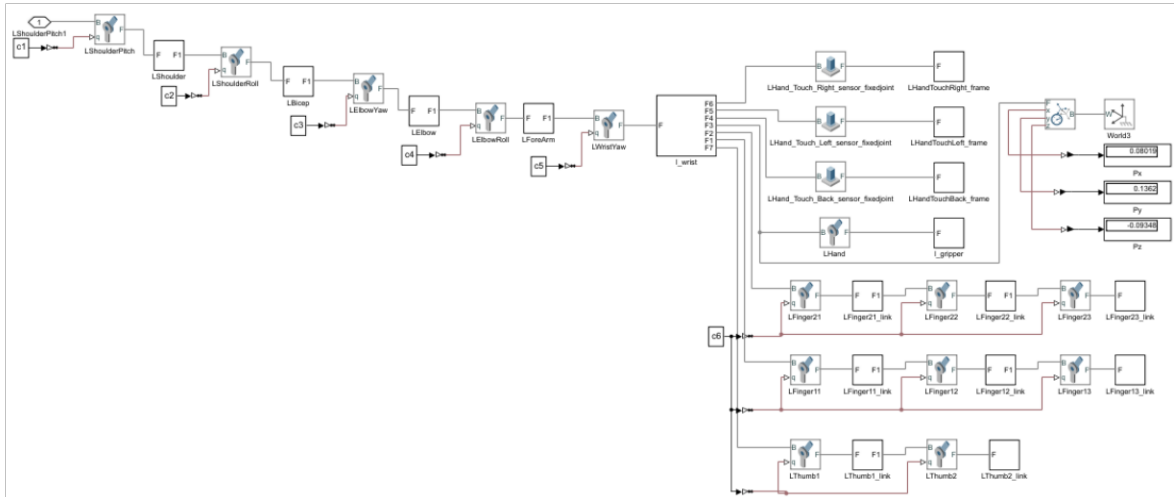 1
LShoulderPitch1
B F
q
LShoulderPitch
c1
F F1
LShoulder
B F
q
LShoulderRoll
c2
F F1
LBicep
B F
q
LElbowYaw
c3
F F1
LElbow
B F
q
LElbowRoll
c4
F F1
LForeArm
B F
q
LWristYaw
c5
F
F6
F5
F4
F3
F2
F1
F7
l_wrist
B F
LHand_Touch_Right_sensor_fixedjoint
F
LHandTouchRight_frame
B F
LHand_Touch_Left_sensor_fixedjoint
F
LHandTouchLeft_frame
B F
LHand_Touch_Back_sensor_fixedjoint
F
LHandTouchBack_frame
B F
LHand
F
l_gripper
B
W
World3
0.08019
Px
0.1362
Py
-0.09348
Pz
c6
B F
q
LFinger21
F F1
LFinger21_link
B F
q
LFinger22
F F1
LFinger22_link
B F
q
LFinger23
F
LFinger23_link
B F
q
LFinger11
F F1
LFinger11_link
B F
q
LFinger12
F F1
LFinger12_link
B F
q
LFinger13
F
LFinger13_link
B F
q
LThumb1
F F1
LThumb1_link
B F
q
LThumb2
F
LThumb2_link